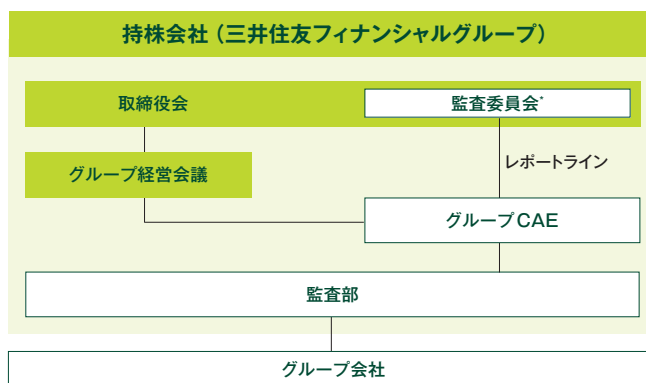 持株会社（三井住友フィナンシャルグループ）
取締役会
監査委員会*
グループ経営会議
レポートライン
グループCAE
監査部
グループ会社